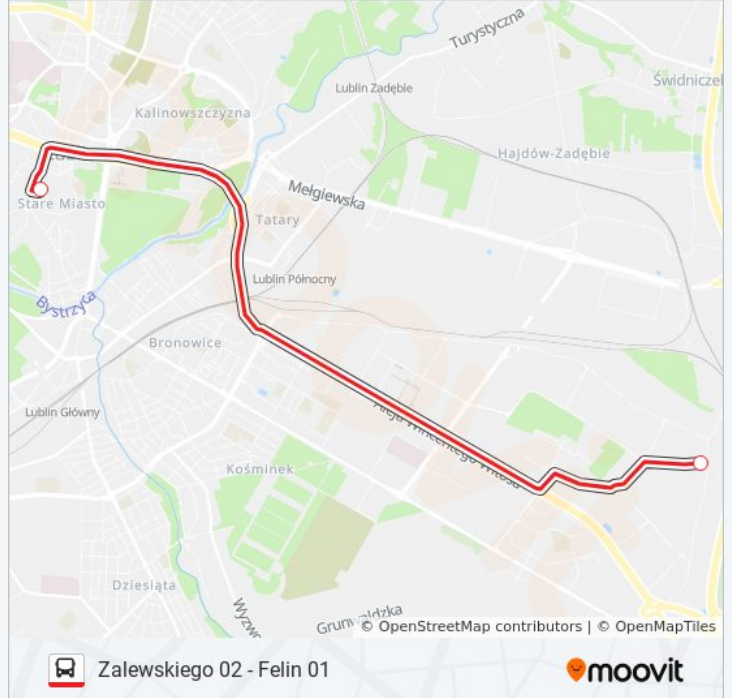 Turystyczna
Świdniczek
Lublin Zadębie
Kalinowszczyzna
Hajdów-Zadębie
Mełgiewska
Stare Miasto
Tatary
Lublin Północny
Bystrzyca
Bronowice
Aleja Wincentego Witosa
Lublin Główny
Kośminek
Dziesiąta
Grunwaldzka
© OpenStreetMap contributors | © OpenMapTiles
Zalewskiego 02 - Felin 01
moovit